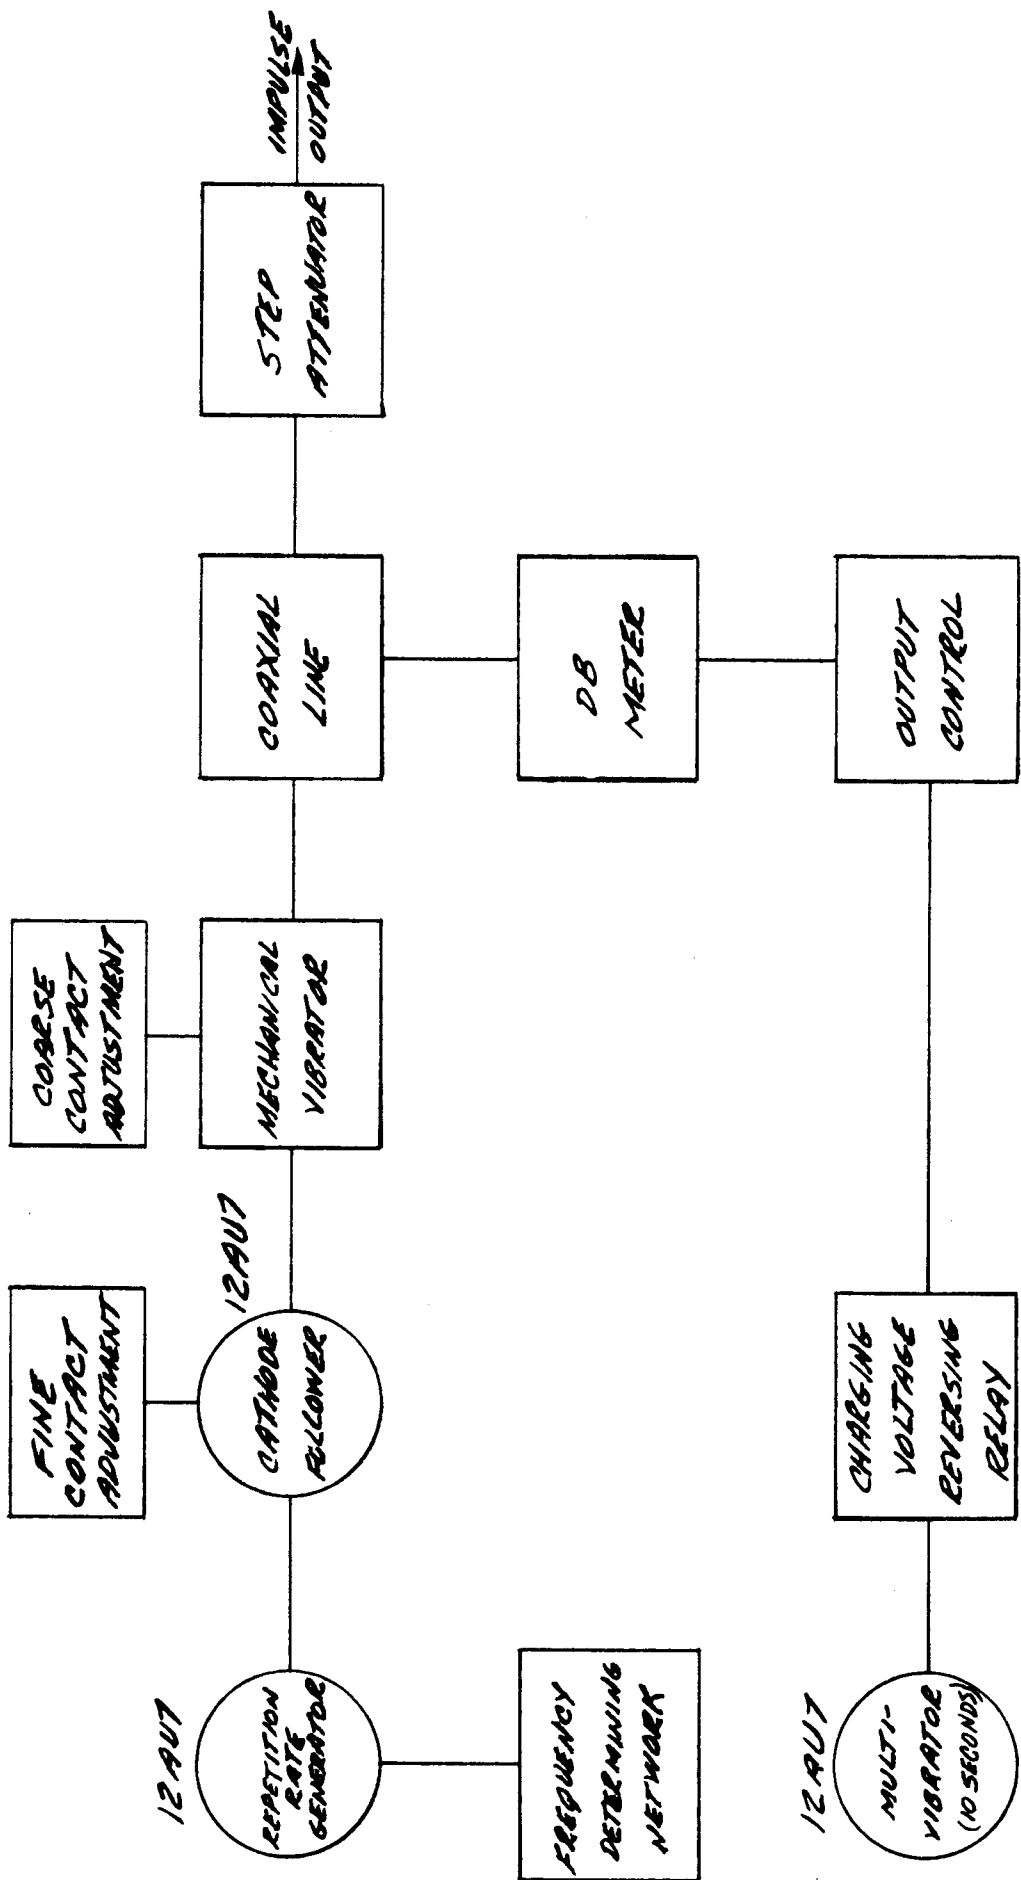 FINE
CONTACT
ADJUSTMENT
COARSE
CONTACT
ADJUSTMENT
12AU7
REPETITION
RATE
GENERATOR
12AU7
CATHODE
FOLLOWER
MECHANICAL
VIBRATOR
COAXIAL
LINE
STEP
ATTENUATOR
IMPULSE
OUTPUT
FREQUENCY
DETERMINING
NETWORK
DB
METER
12AU7
MULTI-
VIBRATOR
(10 SECONDS)
CHARGING
VOLTAGE
REVERSING
RELAY
OUTPUT
CONTROL